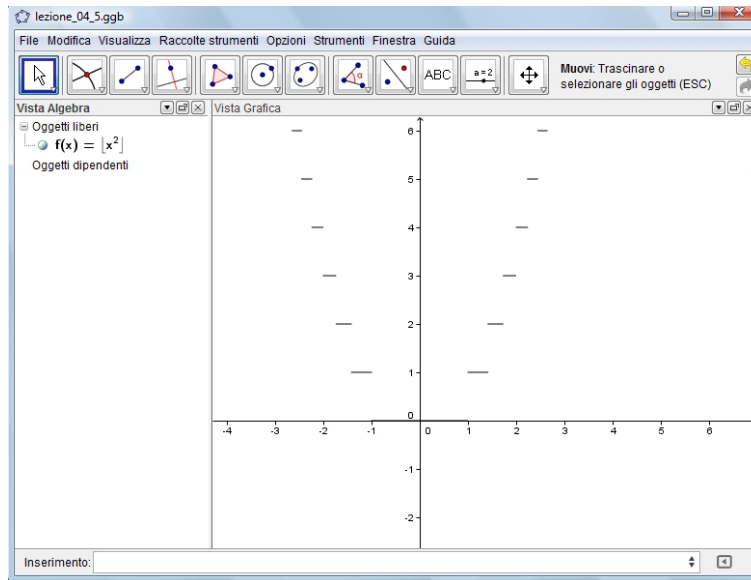 lezione_04_5.ggb
File Modifica Visualizza Raccolte strumenti Opzioni Strumenti Finestra Guida
ABC
a=2
α
Muovi: Trascinare o
selezionare gli oggetti (ESC)
Vista Algebra
Vista Grafica
Oggetti liberi
f(x) = ⌊x²⌋
Oggetti dipendenti
6
5
4
3
2
1
0
-4 -3 -2 -1 0 1 2 3 4 5 6
-1
-2
Inserimento: